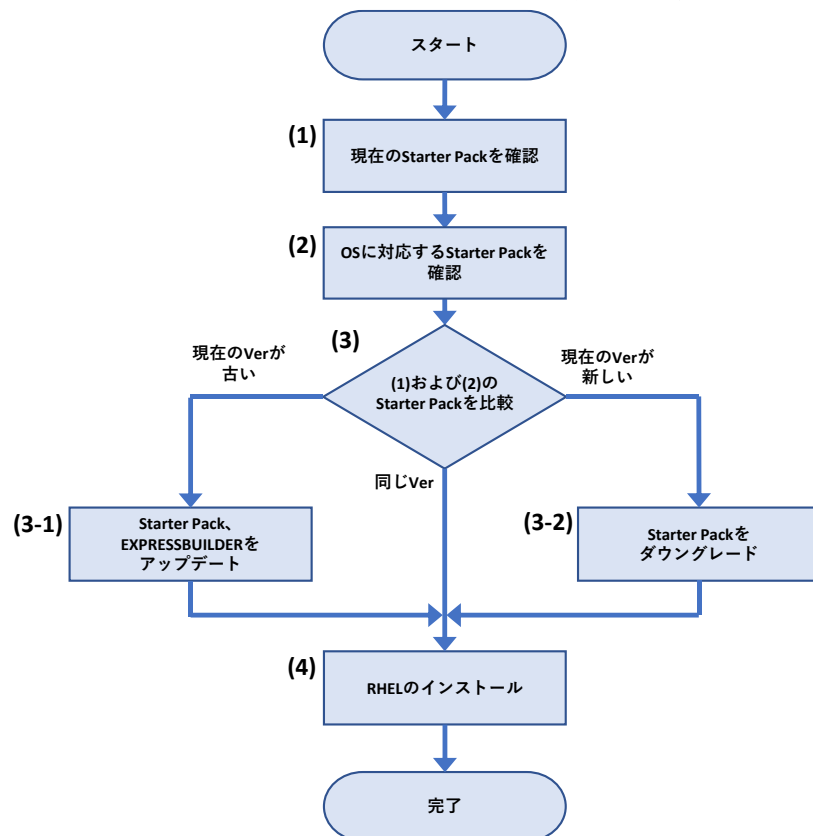 スタート
(1)
現在のStarter Packを確認
(2)
OSに対応するStarter Packを
確認
(3)
現在のVerが
古い
現在のVerが
新しい
(1)および(2)の
Starter Packを比較
同じVer
(3-1)
Starter Pack、
EXPRESSBUILDERを
アップデート
(3-2)
Starter Packを
ダウングレード
(4)
RHELのインストール
完了